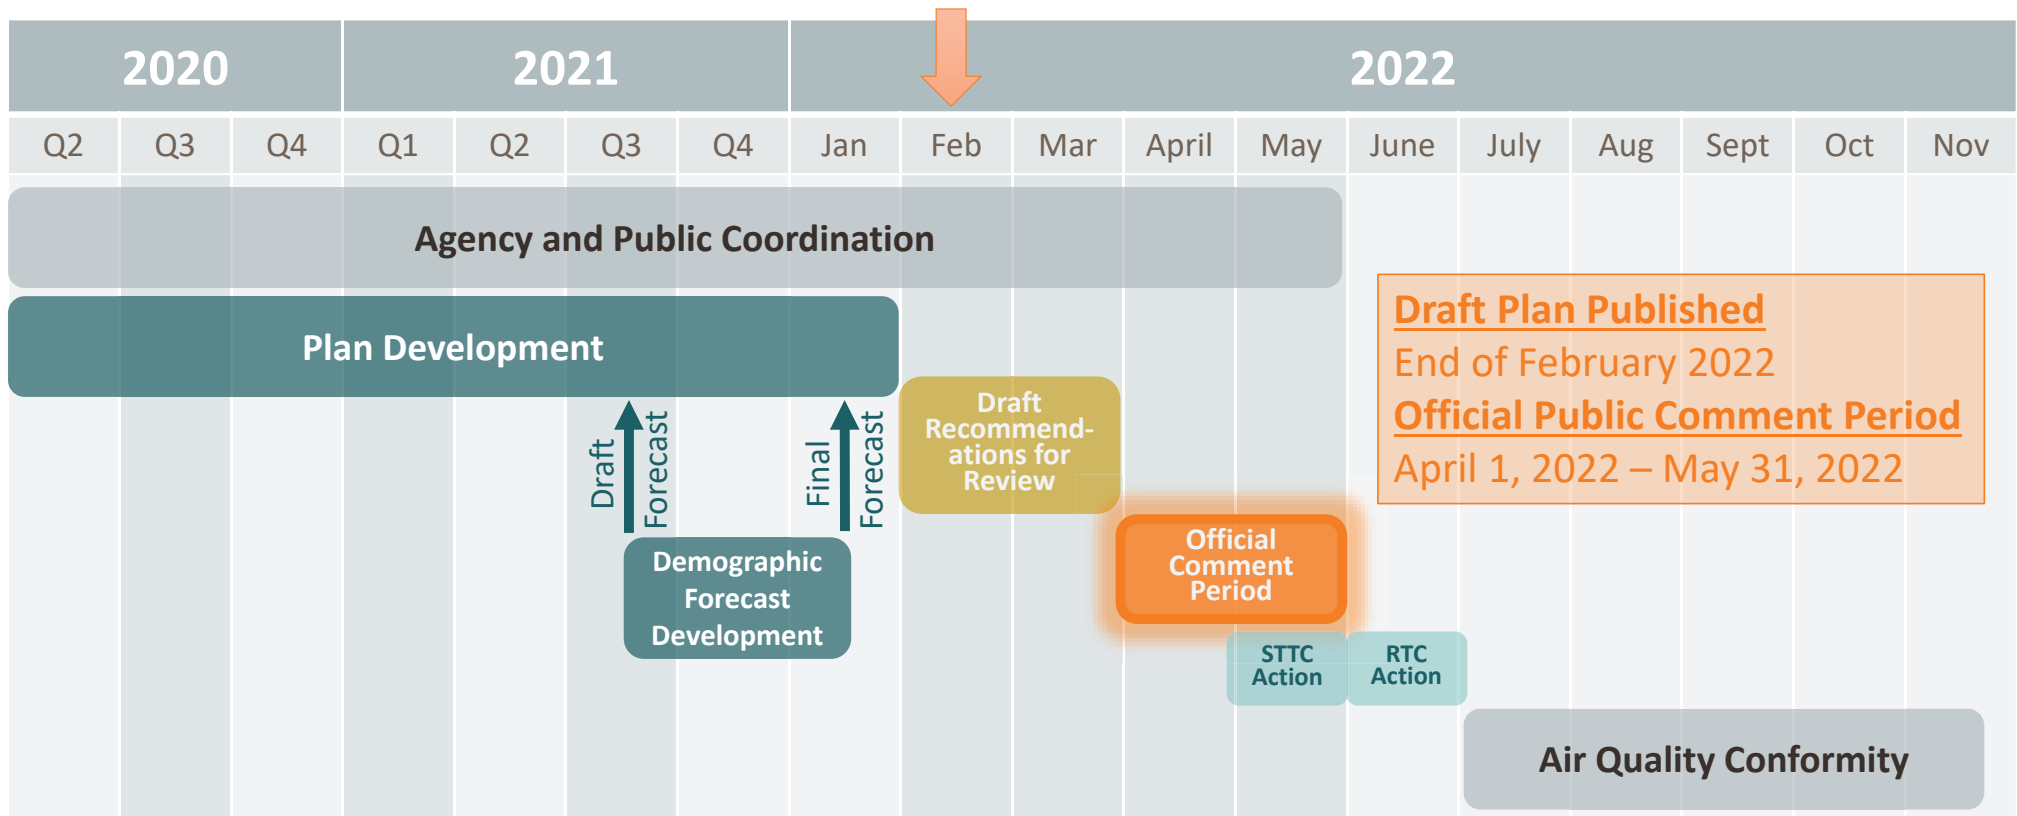 2020 2021 2022
Q2 Q3 Q4 Q1 Q2 Q3 Q4 Jan Feb Mar April May June July Aug Sept Oct Nov
Agency and Public Coordination
Plan Development
Draft
Forecast
Final
Forecast
Draft
Recommend-
ations for
Review
Draft Plan Published
End of February 2022
Official Public Comment Period
April 1, 2022 – May 31, 2022
Official
Comment
Period
Demographic
Forecast
Development
STTC
Action
RTC
Action
Air Quality Conformity